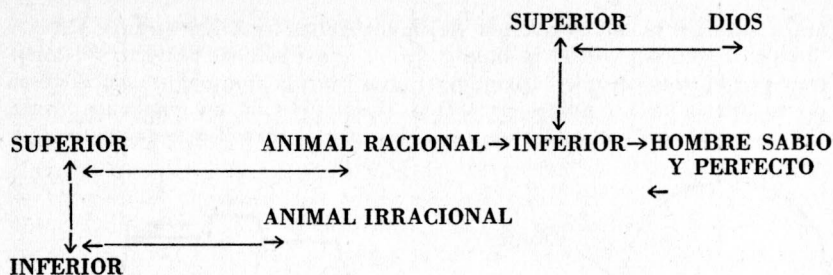 SUPERIOR DIOS
SUPERIOR ANIMAL RACIONAL→INFERIOR→HOMBRE SABIO
Y PERFECTO
ANIMAL IRRACIONAL
INFERIOR